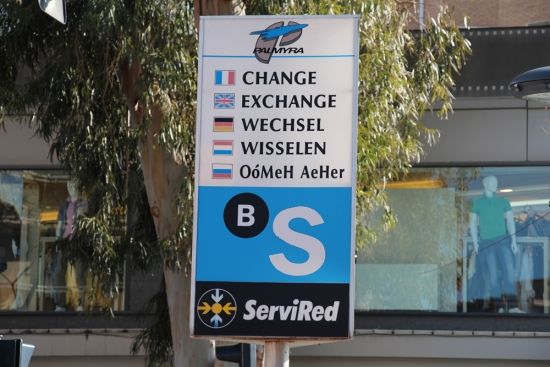 PALMYRA
CHANGE
EXCHANGE
WECHSEL
WISSELEN
OóMeH AeHer
B
S
ServiRed